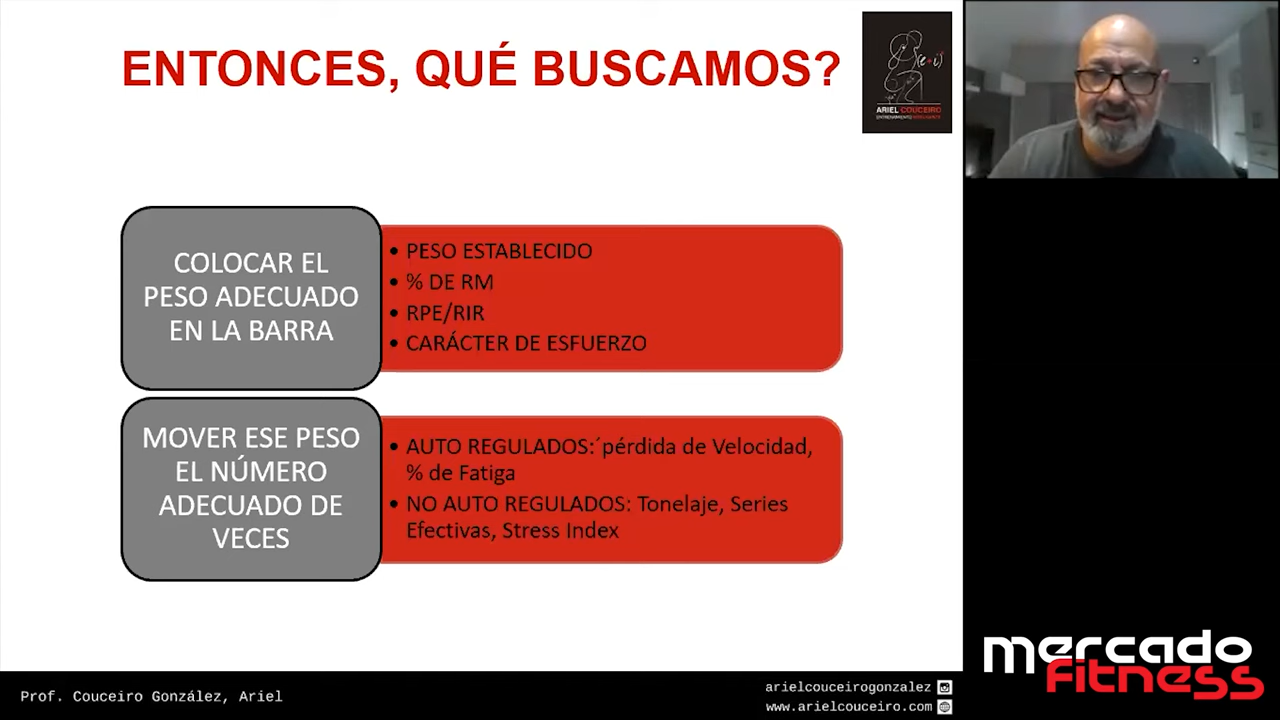 ENTONCES, QUÉ BUSCAMOS?
ARIEL COUCEIRO
COLOCAR EL
PESO ADECUADO
EN LA BARRA
• PESO ESTABLECIDO
• % DE RM
• RPE/RIR
• CARÁCTER DE ESFUERZO
MOVER ESE PESO
EL NÚMERO
ADECUADO DE
VECES
• AUTO REGULADOS:´pérdida de Velocidad,
% de Fatiga
• NO AUTO REGULADOS: Tonelaje, Series
Efectivas, Stress Index
Prof. Couceiro González, Ariel
arielcouceirogonzalez
www.arielcouceiro.com
mercado
fitness